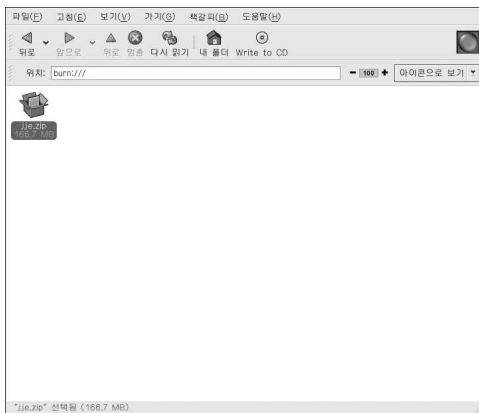 파일(F) 고침(E) 보기(V) 가기(G) 책갈피(B) 도움말(H)
뒤로 앞으로 위로 멈춤 다시 읽기 내 폴더 Write to CD
위치: burn:/// 100 아이콘으로 보기
jje.zip
166.7 MB
"jje.zip" 선택됨 (166.7 MB)